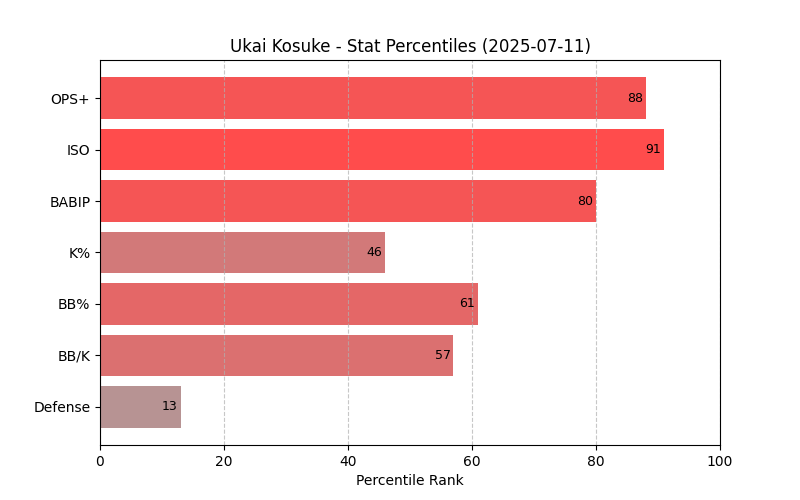 Ukai Kosuke - Stat Percentiles (2025-07-11)
OPS+ 88
ISO 91
BABIP 80
K% 46
BB% 61
BB/K 57
Defense 13
0 20 40 60 80 100
Percentile Rank